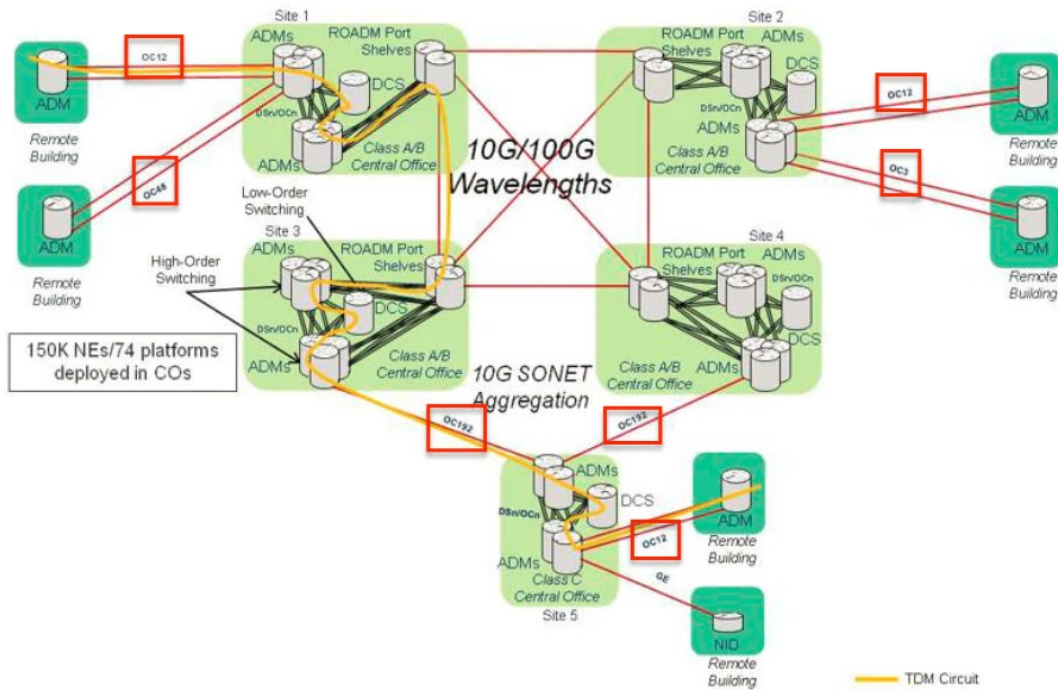 Site 1
ADMs
ROADM Port
Shelves
OC12
DCS
ADM
DSn/OCn
Remote
Building
ADMs
Class A/B
Central Office
OC48
ADM
Remote
Building
Site 2
ROADM Port
Shelves
ADMs
DCS
DSn/OCn
ADMs
Class A/B
Central Office
OC12
ADM
Remote
Building
OC3
ADM
Remote
Building
10G/100G
Wavelengths
Low-Order
Switching
High-Order
Switching
150K NEs/74 platforms
deployed in COs
Site 3
ADMs
ROADM Port
Shelves
DCS
DSn/OCn
ADMs
Class A/B
Central Office
Site 4
ROADM Port
Shelves
ADMs
DSn/OCn
DCS
Class A/B
Central Office
ADMs
10G SONET
Aggregation
OC192
OC192
ADMs
DCS
DSn/OCn
ADMs
Class C
Central Office
Site 5
OC12
ADM
Remote
Building
GE
NID
Remote
Building
TDM Circuit